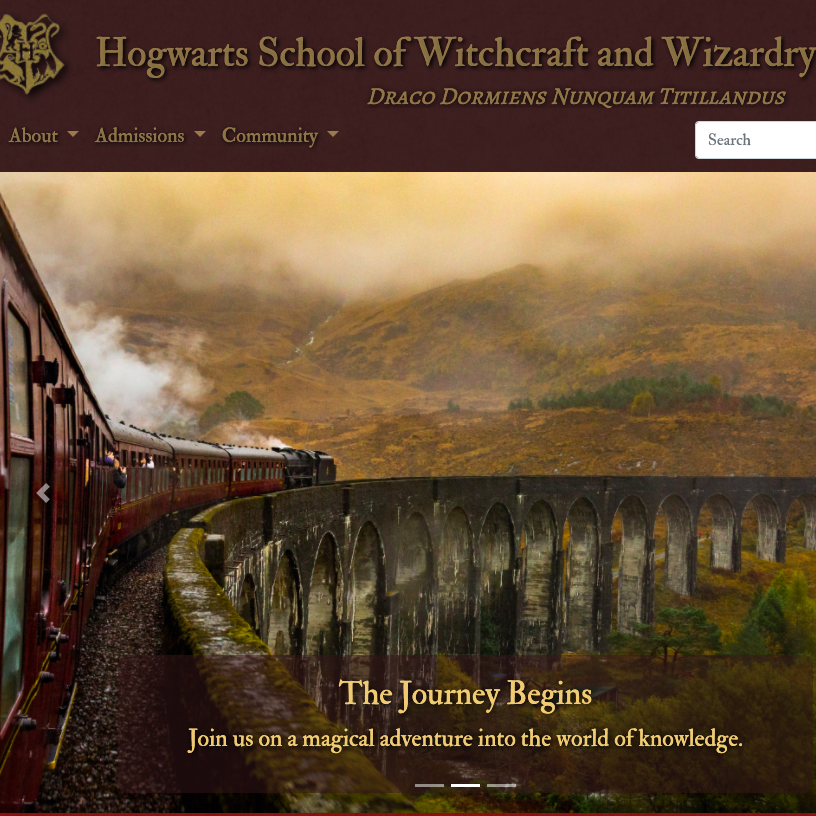 Hogwarts School of Witchcraft and Wizardry
Draco Dormiens Nunquam Titillandus
About Admissions Community
Search
The Journey Begins
Join us on a magical adventure into the world of knowledge.